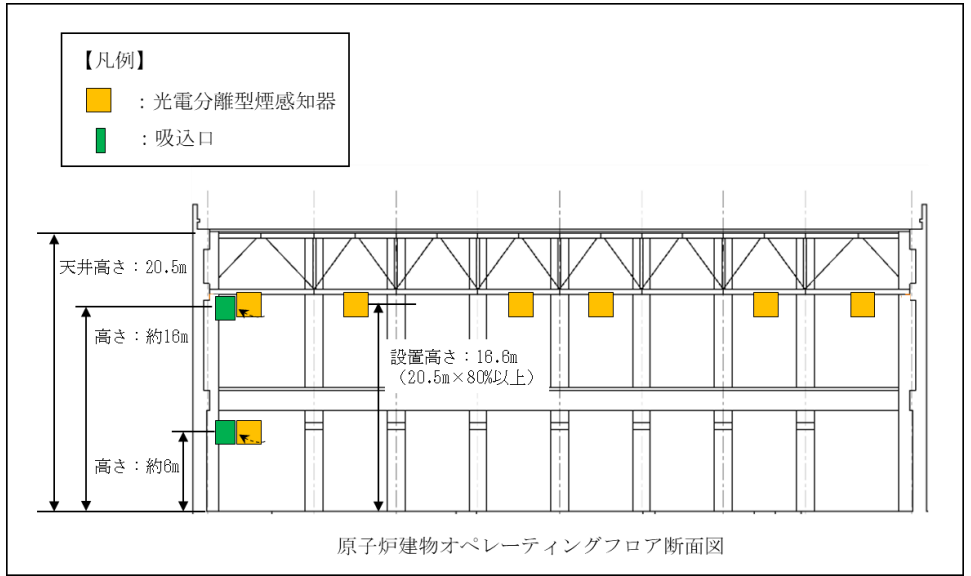 【凡例】
：光電分離型煙感知器
：吸込口
天井高さ：20.5m
高さ：約16m
設置高さ：16.6m
（20.5m×80%以上）
高さ：約6m
原子炉建物オペレーティングフロア断面図